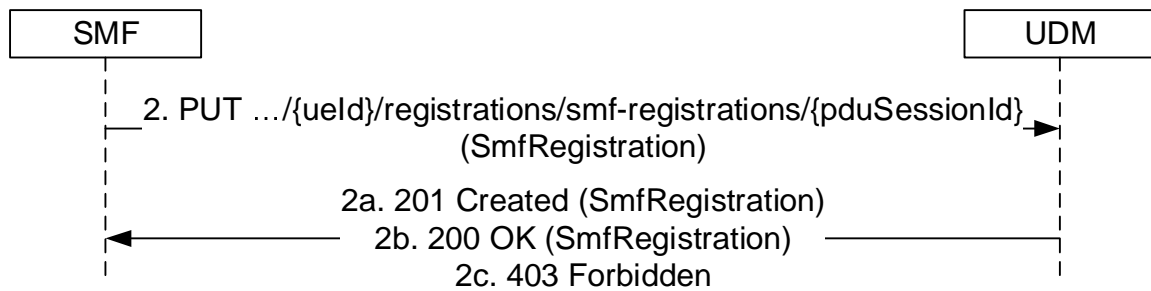 SMF
UDM
2. PUT …/{ueId}/registrations/smf-registrations/{pduSessionId}
(SmfRegistration)
2a. 201 Created (SmfRegistration)
2b. 200 OK (SmfRegistration)
2c. 403 Forbidden